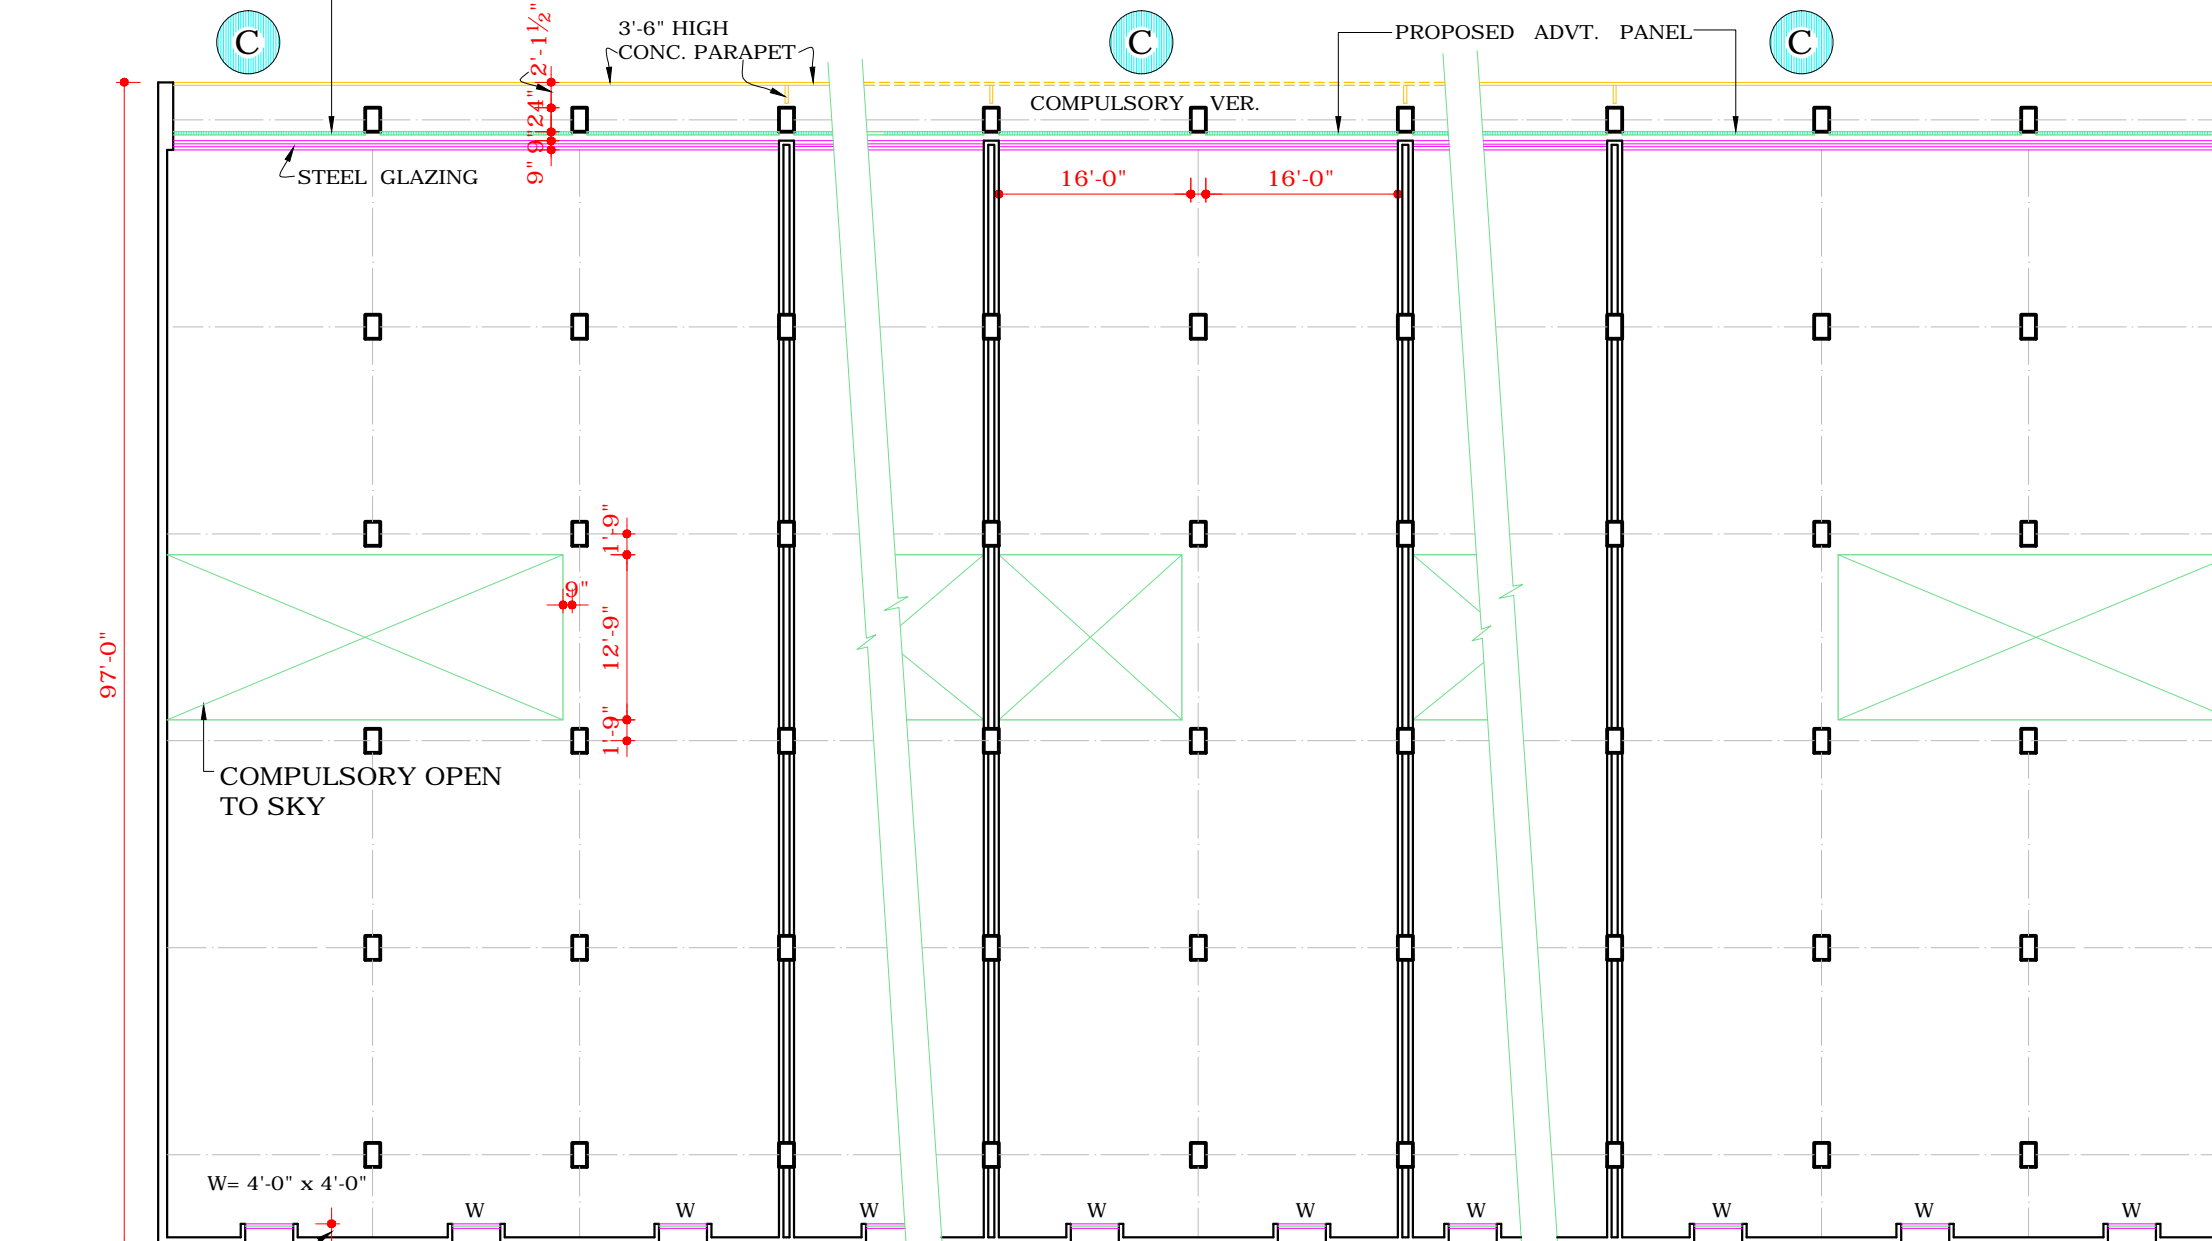 C
3'-6" HIGH
CONC. PARAPET
C
PROPOSED ADVT. PANEL
C
2'-1½"
24"
9"
9"
COMPULSORY VER.
STEEL GLAZING
16'-0"
16'-0"
1'-9"
9"
12'-9"
1'-9"
97'-0"
COMPULSORY OPEN
TO SKY
W= 4'-0" x 4'-0"
W
W
W
W
W
W
W
W
W